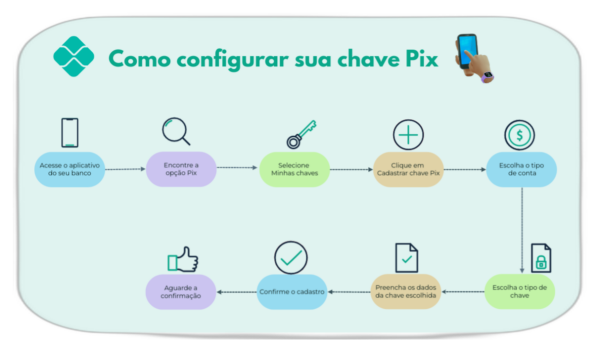 Como configurar sua chave Pix
Acesse o aplicativo
do seu banco
Encontre a
opção Pix
Selecione
Minhas chaves
Clique em
Cadastrar chave Pix
Escolha o tipo
de conta
Escolha o tipo de
chave
Preencha os dados
da chave escolhida
Confirme o cadastro
Aguarde a
confirmação